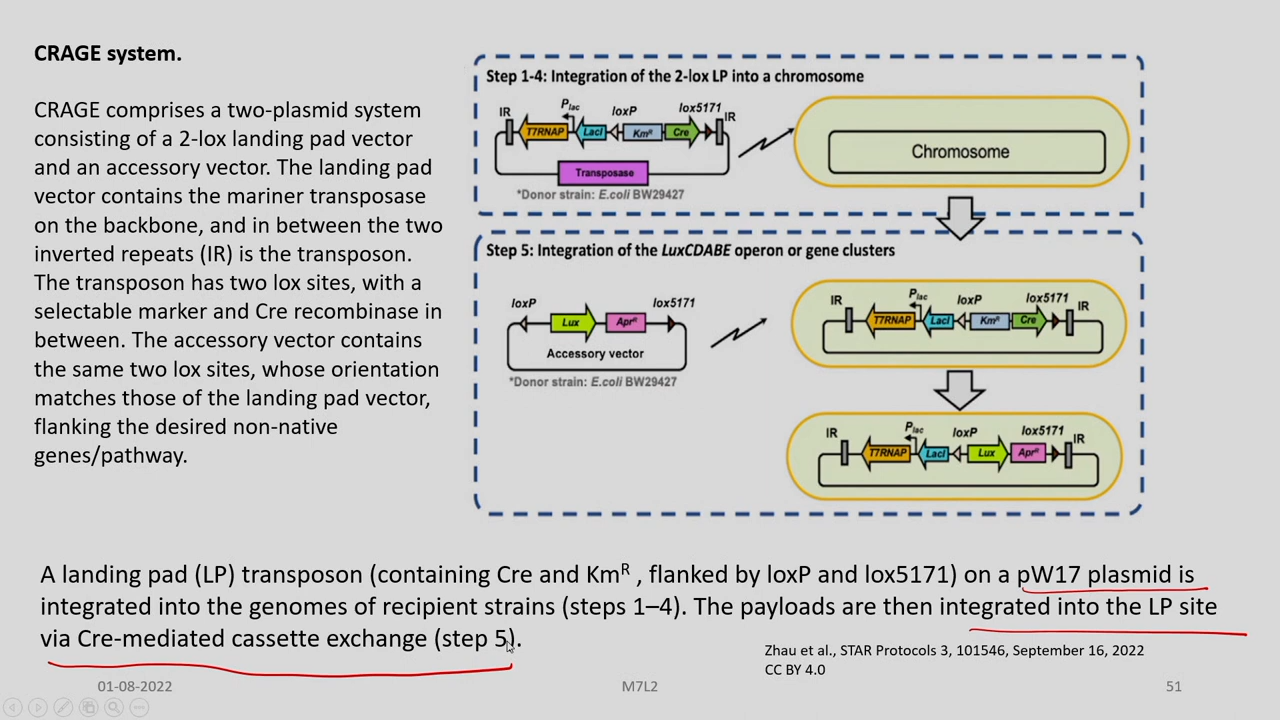 CRAGE system.
CRAGE comprises a two-plasmid system
consisting of a 2-lox landing pad vector
and an accessory vector. The landing pad
vector contains the mariner transposase
on the backbone, and in between the two
inverted repeats (IR) is the transposon.
The transposon has two lox sites, with a
selectable marker and Cre recombinase in
between. The accessory vector contains
the same two lox sites, whose orientation
matches those of the landing pad vector,
flanking the desired non-native
genes/pathway.
Step 1-4: Integration of the 2-lox LP into a chromosome
IR Plac loxP lox5171 IR
T7RNAP LacI KmR Cre
Transposase
*Donor strain: E.coli BW29427
Chromosome
Step 5: Integration of the LuxCDABE operon or gene clusters
loxP lox5171
Lux AprR
Accessory vector
*Donor strain: E.coli BW29427
IR Plac loxP lox5171 IR
T7RNAP LacI KmR Cre
IR Plac loxP lox5171 IR
T7RNAP LacI Lux AprR
A landing pad (LP) transposon (containing Cre and KmR , flanked by loxP and lox5171) on a pW17 plasmid is
integrated into the genomes of recipient strains (steps 1–4). The payloads are then integrated into the LP site
via Cre-mediated cassette exchange (step 5).
Zhau et al., STAR Protocols 3, 101546, September 16, 2022
CC BY 4.0
01-08-2022 M7L2 51